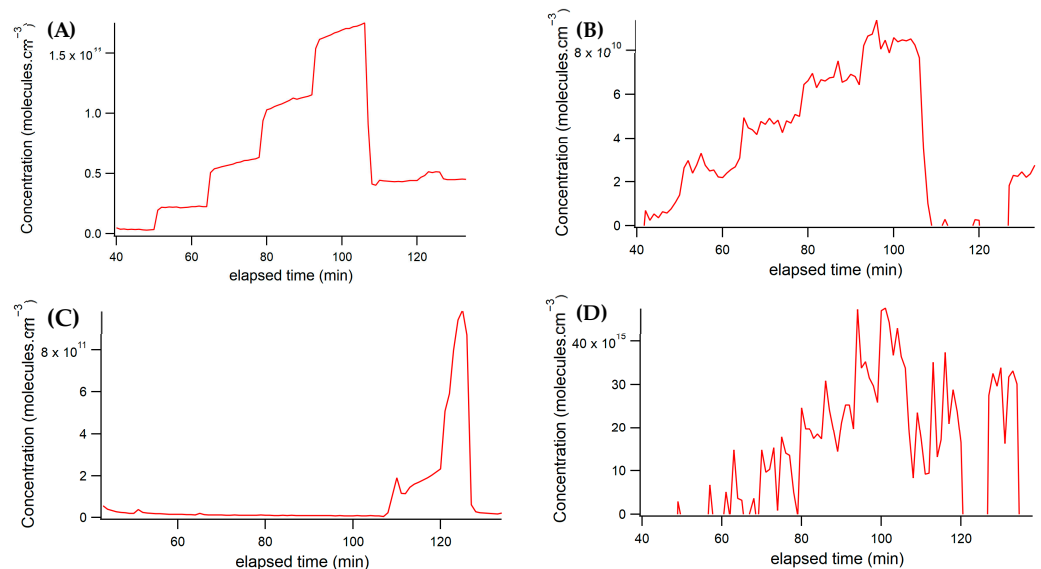 (A)
Concentration (molecules.cm⁻³)
1.5 x 10¹¹
1.0
0.5
0.0
40 60 80 100 120
elapsed time (min)
(B)
Concentration (molecules.cm⁻³)
8 x 10¹⁰
6
4
2
0
40 60 80 100 120
elapsed time (min)
(C)
Concentration (molecules.cm⁻³)
8 x 10¹¹
6
4
2
0
60 80 100 120
elapsed time (min)
(D)
Concentration (molecules.cm⁻³)
40 x 10¹⁵
30
20
10
0
40 60 80 100 120
elapsed time (min)